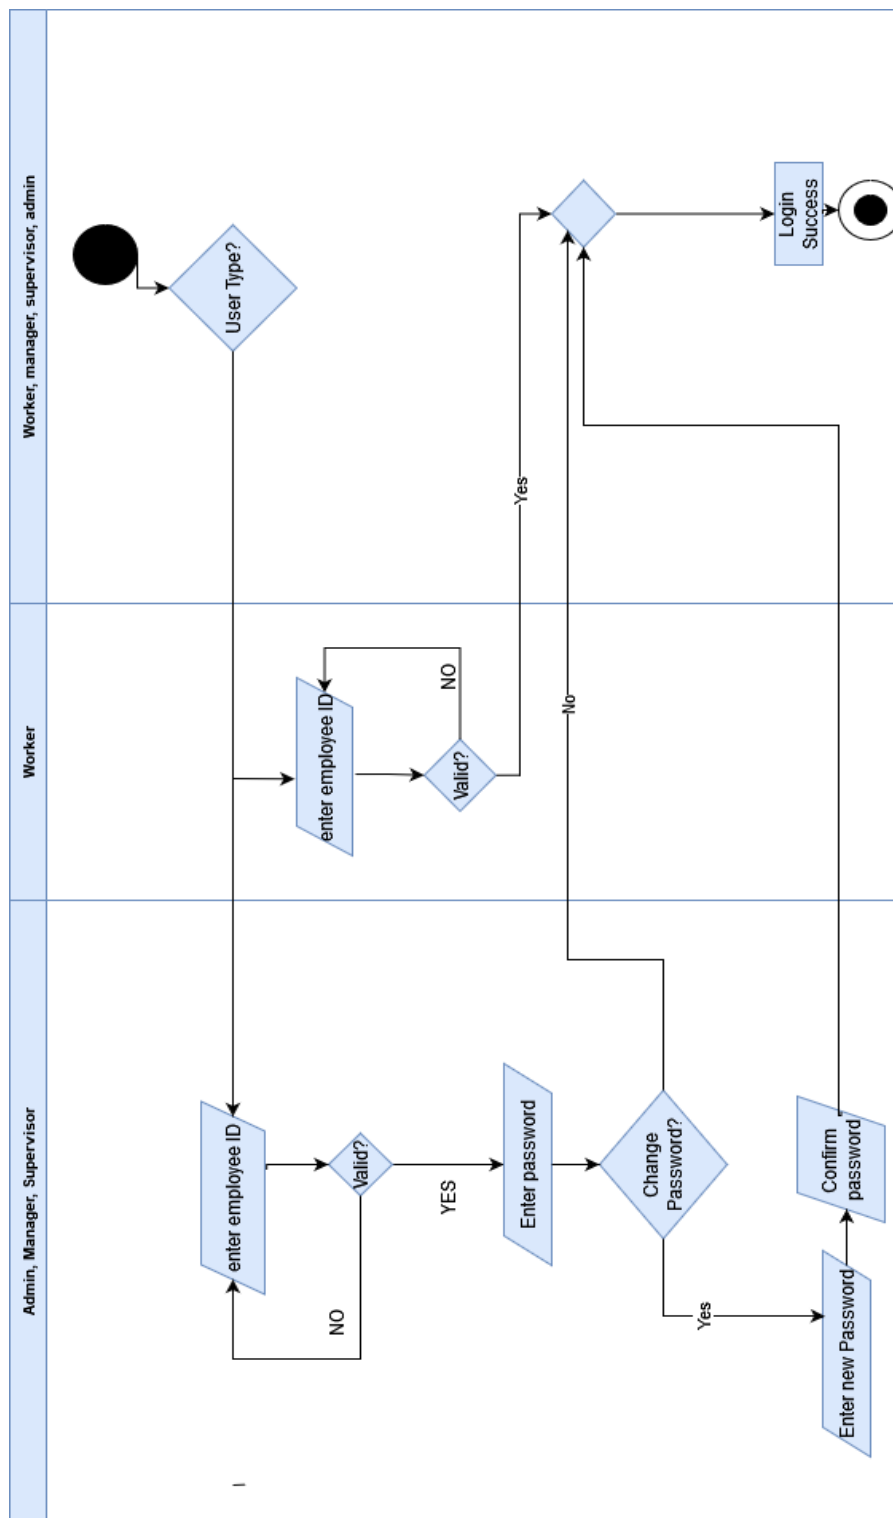 Worker, manager, supervisor, admin
User Type?
Login
Success
Yes
Worker
enter employee ID
NO
Valid?
No
Admin, Manager, Supervisor
enter employee ID
Valid?
NO
YES
Enter password
Change
Password?
Yes
Enter new Password
Confirm
password